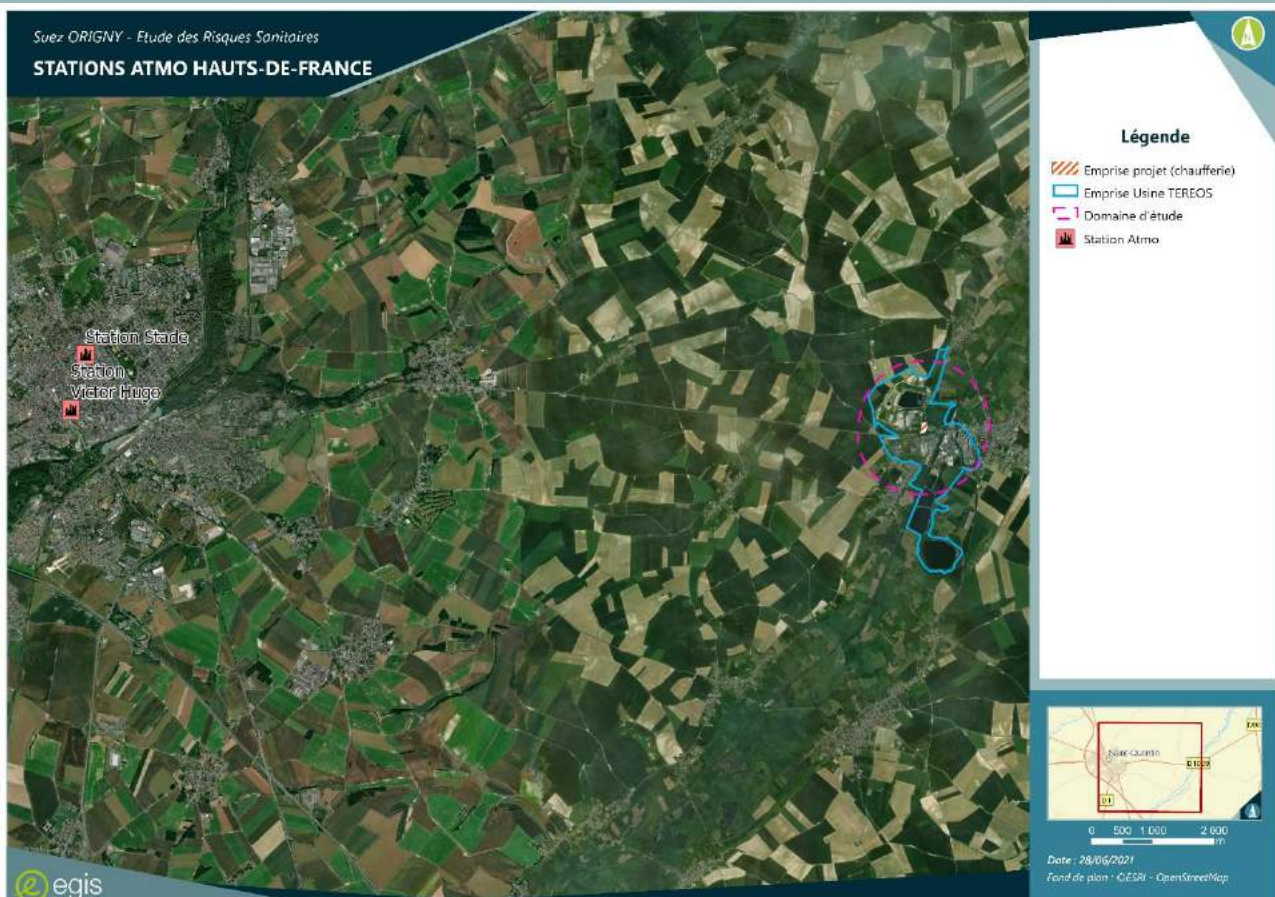 Suez ORIGNY - Etude des Risques Sanitaires
STATIONS ATMO HAUTS-DE-FRANCE
N
Légende
Emprise projet (chaufferie)
Emprise Usine TEREOS
Domaine d'étude
Station Atmo
Station Stade
Station
Victor Hugo
Saint-Quentin
D1
0 500 1 000 2 000
m
Date : 28/06/2021
Fond de plan : ©ESRI - OpenStreetMap
egis